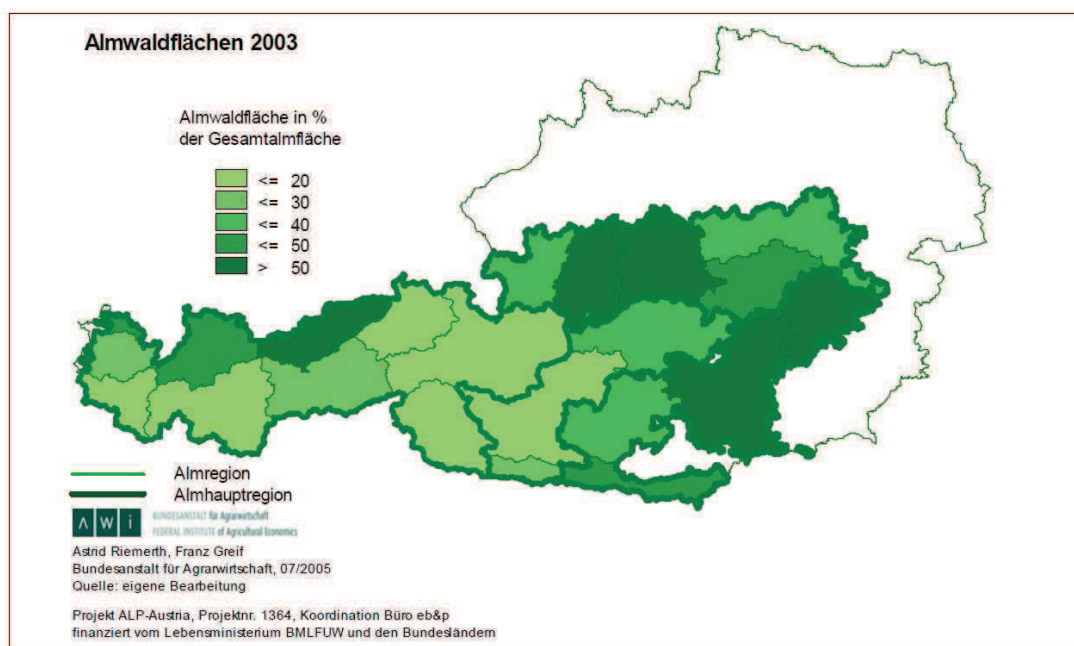 Almwaldflächen 2003
Almwaldfläche in %
der Gesamtalmfläche
<= 20
<= 30
<= 40
<= 50
> 50
Almregion
Almhauptregion
AWi
BUNDESANSTALT für Agrarwirtschaft
FEDERAL INSTITUTE of Agricultural Economics
Astrid Riemerth, Franz Greif
Bundesanstalt für Agrarwirtschaft, 07/2005
Quelle: eigene Bearbeitung
Projekt ALP-Austria, Projektnr. 1364, Koordination Büro eb&p
finanziert vom Lebensministerium BMLFUW und den Bundesländern